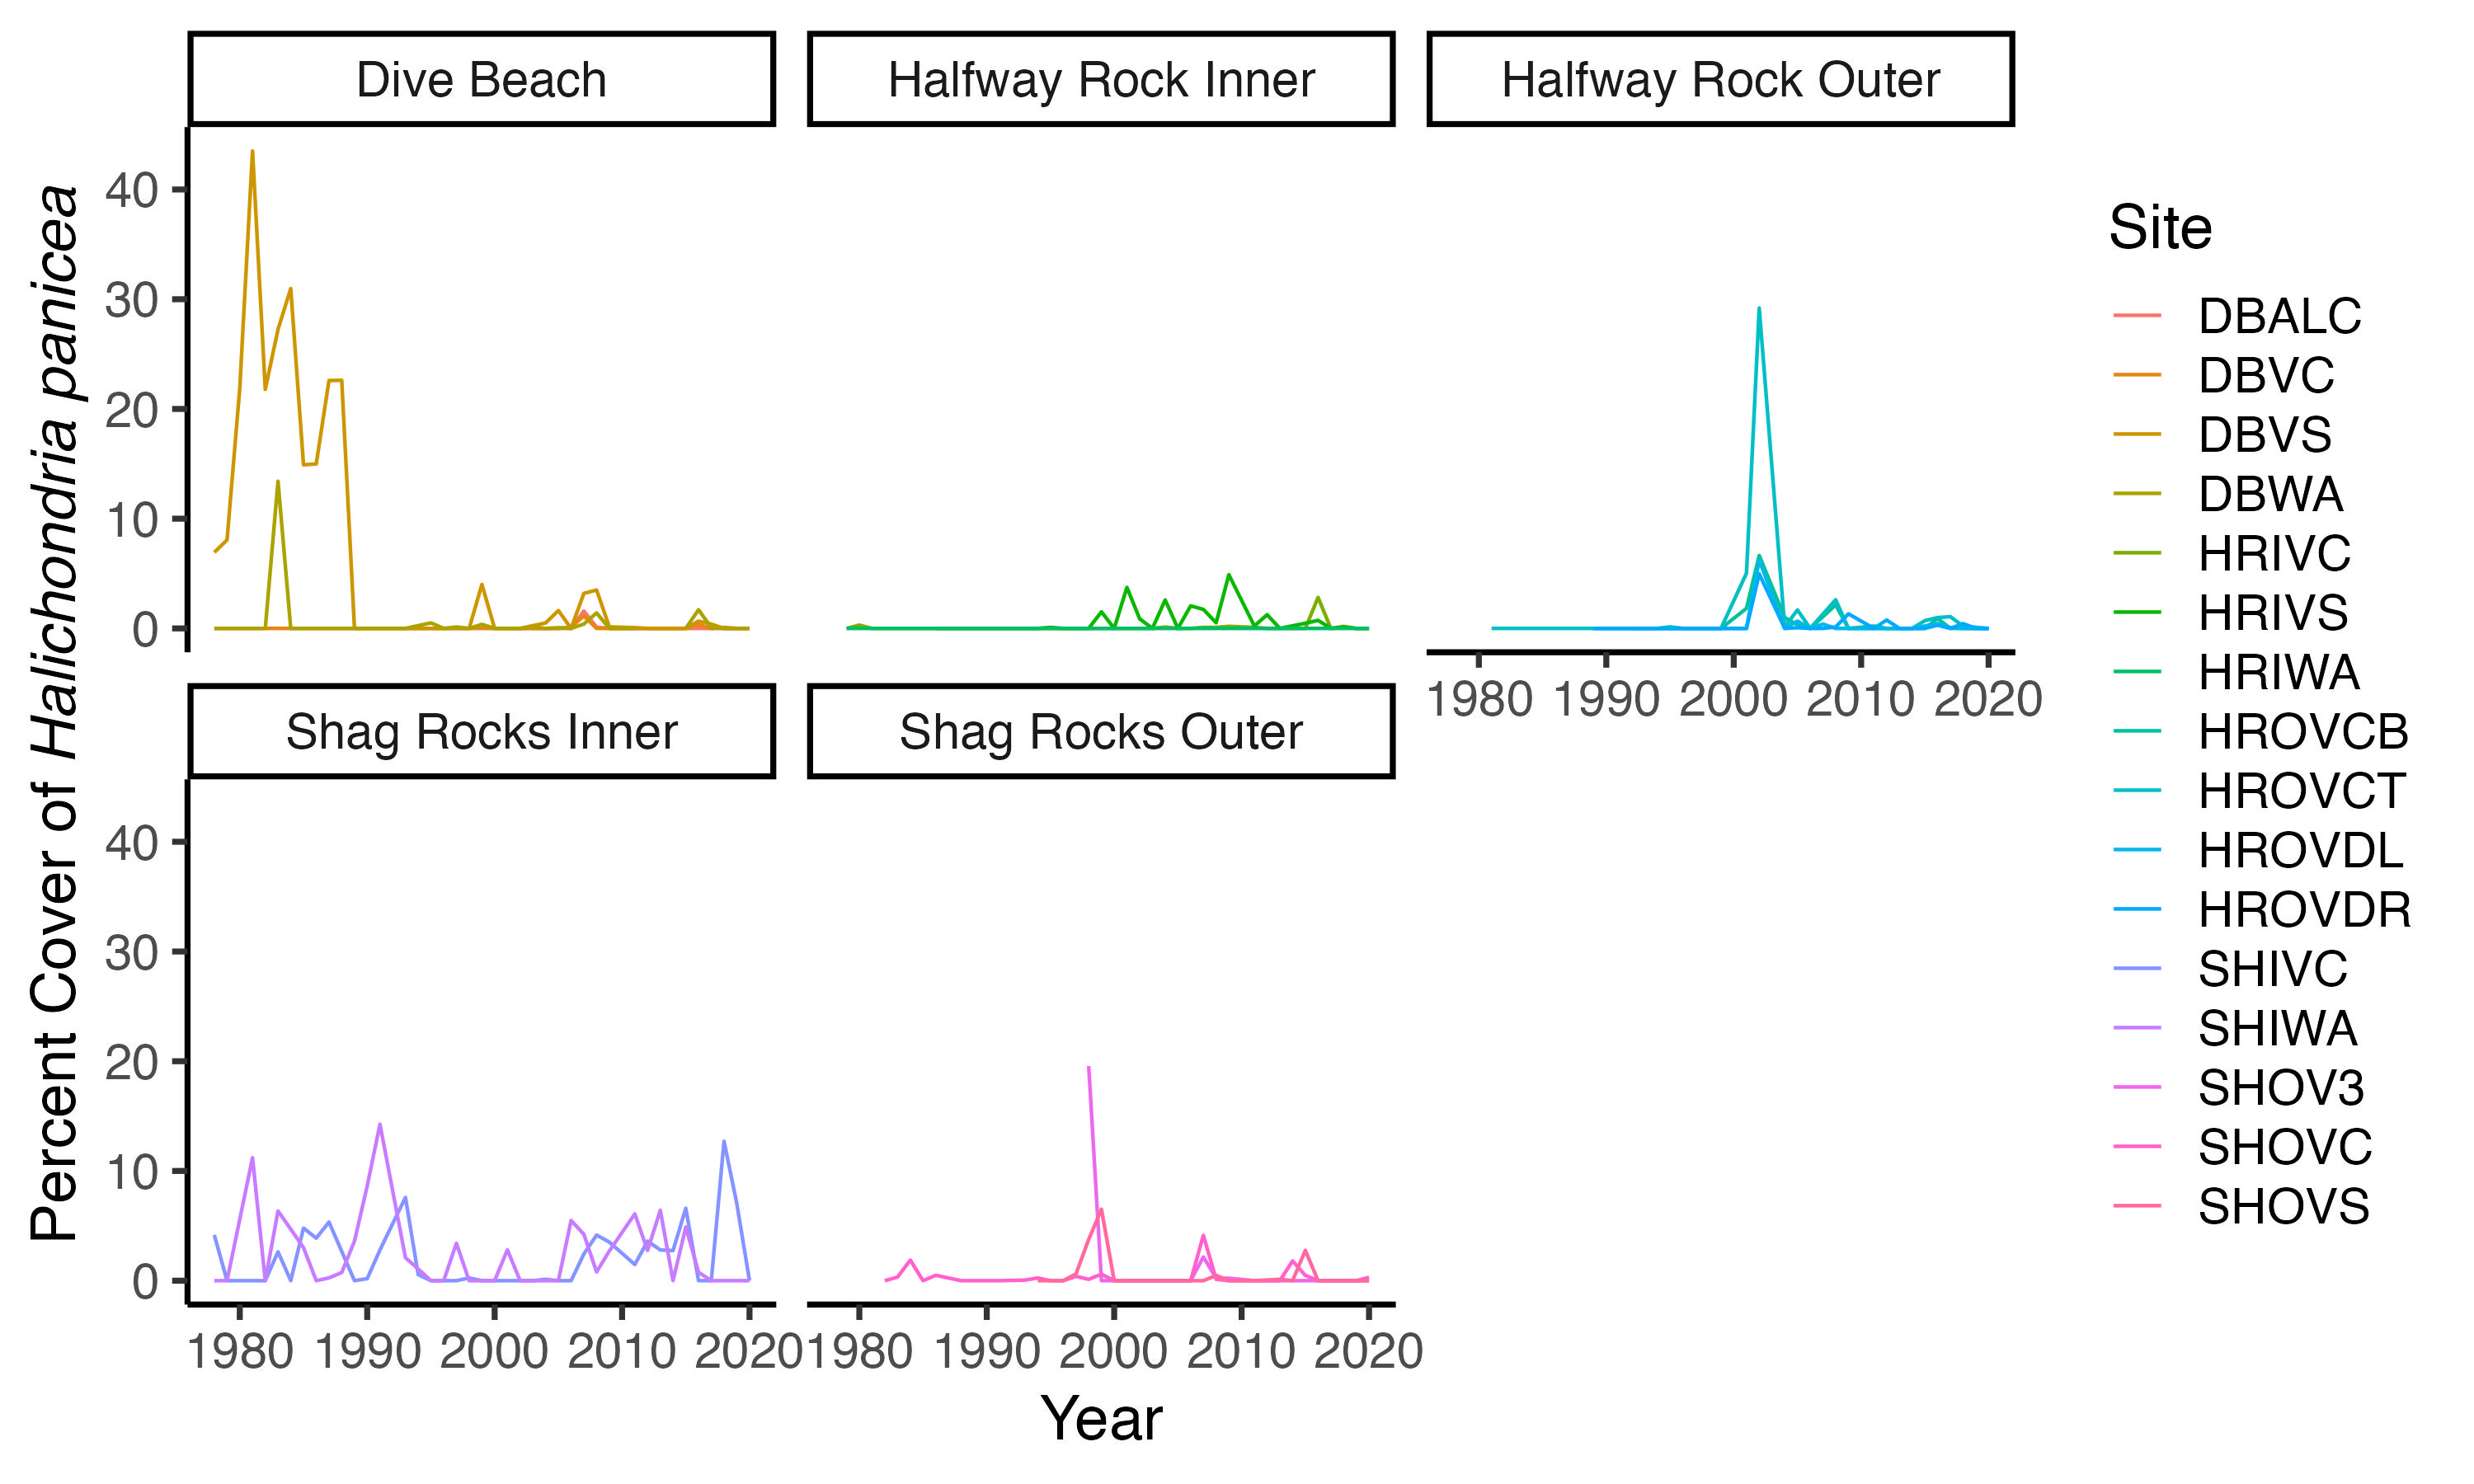 Dive Beach
Halfway Rock Inner
Halfway Rock Outer
Percent Cover of Halichondria panicea
40
30
20
10
0
1980 1990 2000 2010 2020
Shag Rocks Inner
Shag Rocks Outer
40
30
20
10
0
1980 1990 2000 2010 2020
1980 1990 2000 2010 2020
Year
Site
DBALC
DBVC
DBVS
DBWA
HRIVC
HRIVS
HRIWA
HROVCB
HROVCT
HROVDL
HROVDR
SHIVC
SHIWA
SHOV3
SHOVC
SHOVS